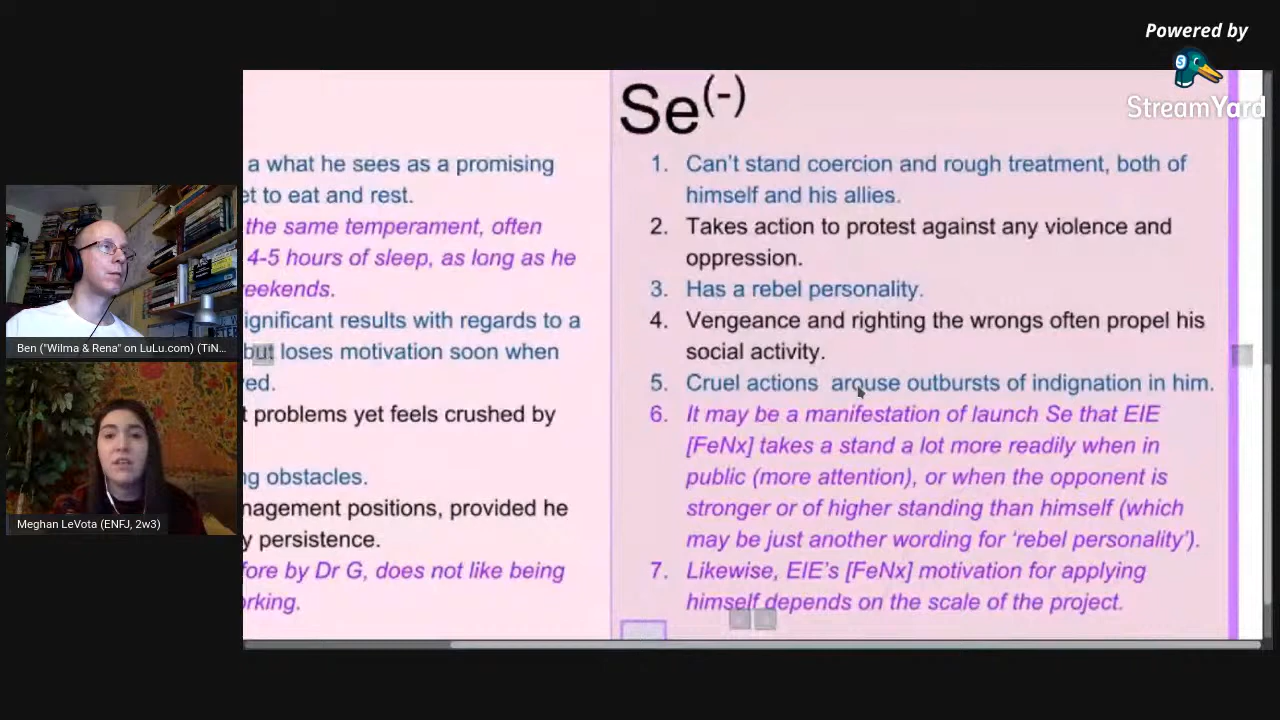 Powered by
StreamYard
Se(-)
a what he sees as a promising
et to eat and rest.
the same temperament, often
4-5 hours of sleep, as long as he
eekends.
ignificant results with regards to a
but loses motivation soon when
ed.
t problems yet feels crushed by
ng obstacles.
nagement positions, provided he
y persistence.
fore by Dr G, does not like being
orking.
1. Can't stand coercion and rough treatment, both of
himself and his allies.
2. Takes action to protest against any violence and
oppression.
3. Has a rebel personality.
4. Vengeance and righting the wrongs often propel his
social activity.
5. Cruel actions arouse outbursts of indignation in him.
6. It may be a manifestation of launch Se that EIE
[FeNx] takes a stand a lot more readily when in
public (more attention), or when the opponent is
stronger or of higher standing than himself (which
may be just another wording for 'rebel personality').
7. Likewise, EIE's [FeNx] motivation for applying
himself depends on the scale of the project.
Ben ("Wilma & Rena" on LuLu.com) (TiN...
Meghan LeVota (ENFJ, 2w3)